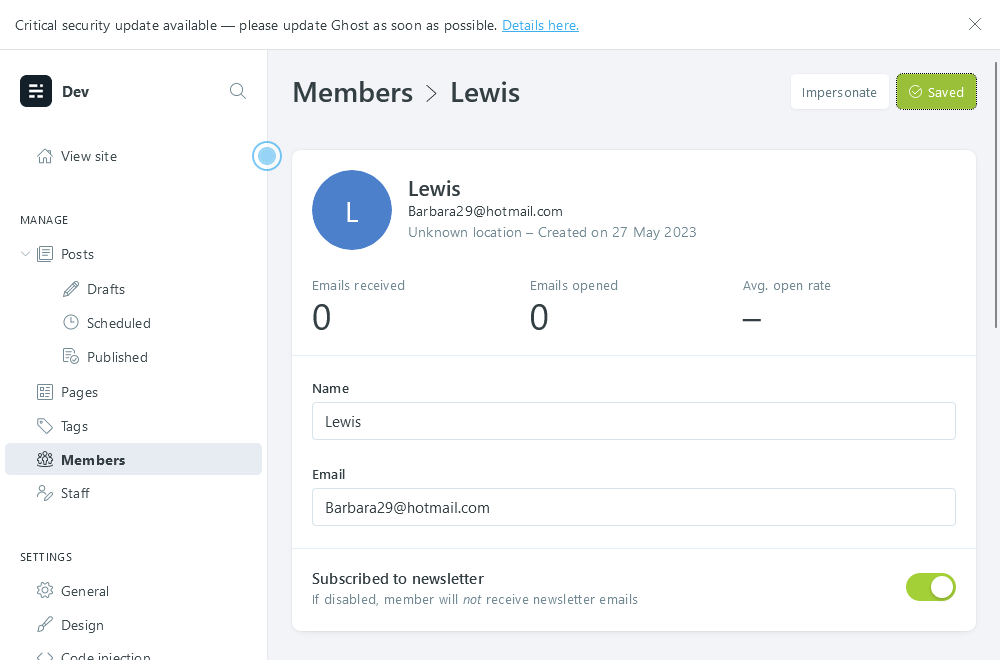 Critical security update available — please update Ghost as soon as possible. Details here.
Dev
View site
MANAGE
Posts
Drafts
Scheduled
Published
Pages
Tags
Members
Staff
SETTINGS
General
Design
Code injection
Members > Lewis
Impersonate
Saved
L
Lewis
Barbara29@hotmail.com
Unknown location – Created on 27 May 2023
Emails received
0
Emails opened
0
Avg. open rate
–
Name
Lewis
Email
Barbara29@hotmail.com
Subscribed to newsletter
If disabled, member will not receive newsletter emails